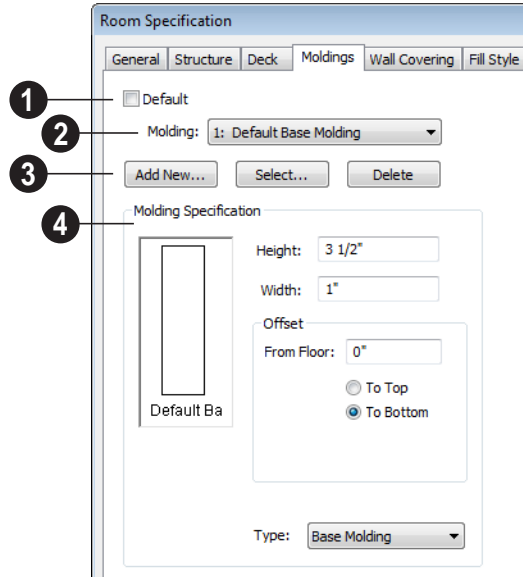 Room Specification
General Structure Deck Moldings Wall Covering Fill Style
1 Default
2 Molding: 1: Default Base Molding
3 Add New... Select... Delete
4 Molding Specification
Height: 3 1/2"
Width: 1"
Offset
From Floor: 0"
To Top
Default Ba To Bottom
Type: Base Molding